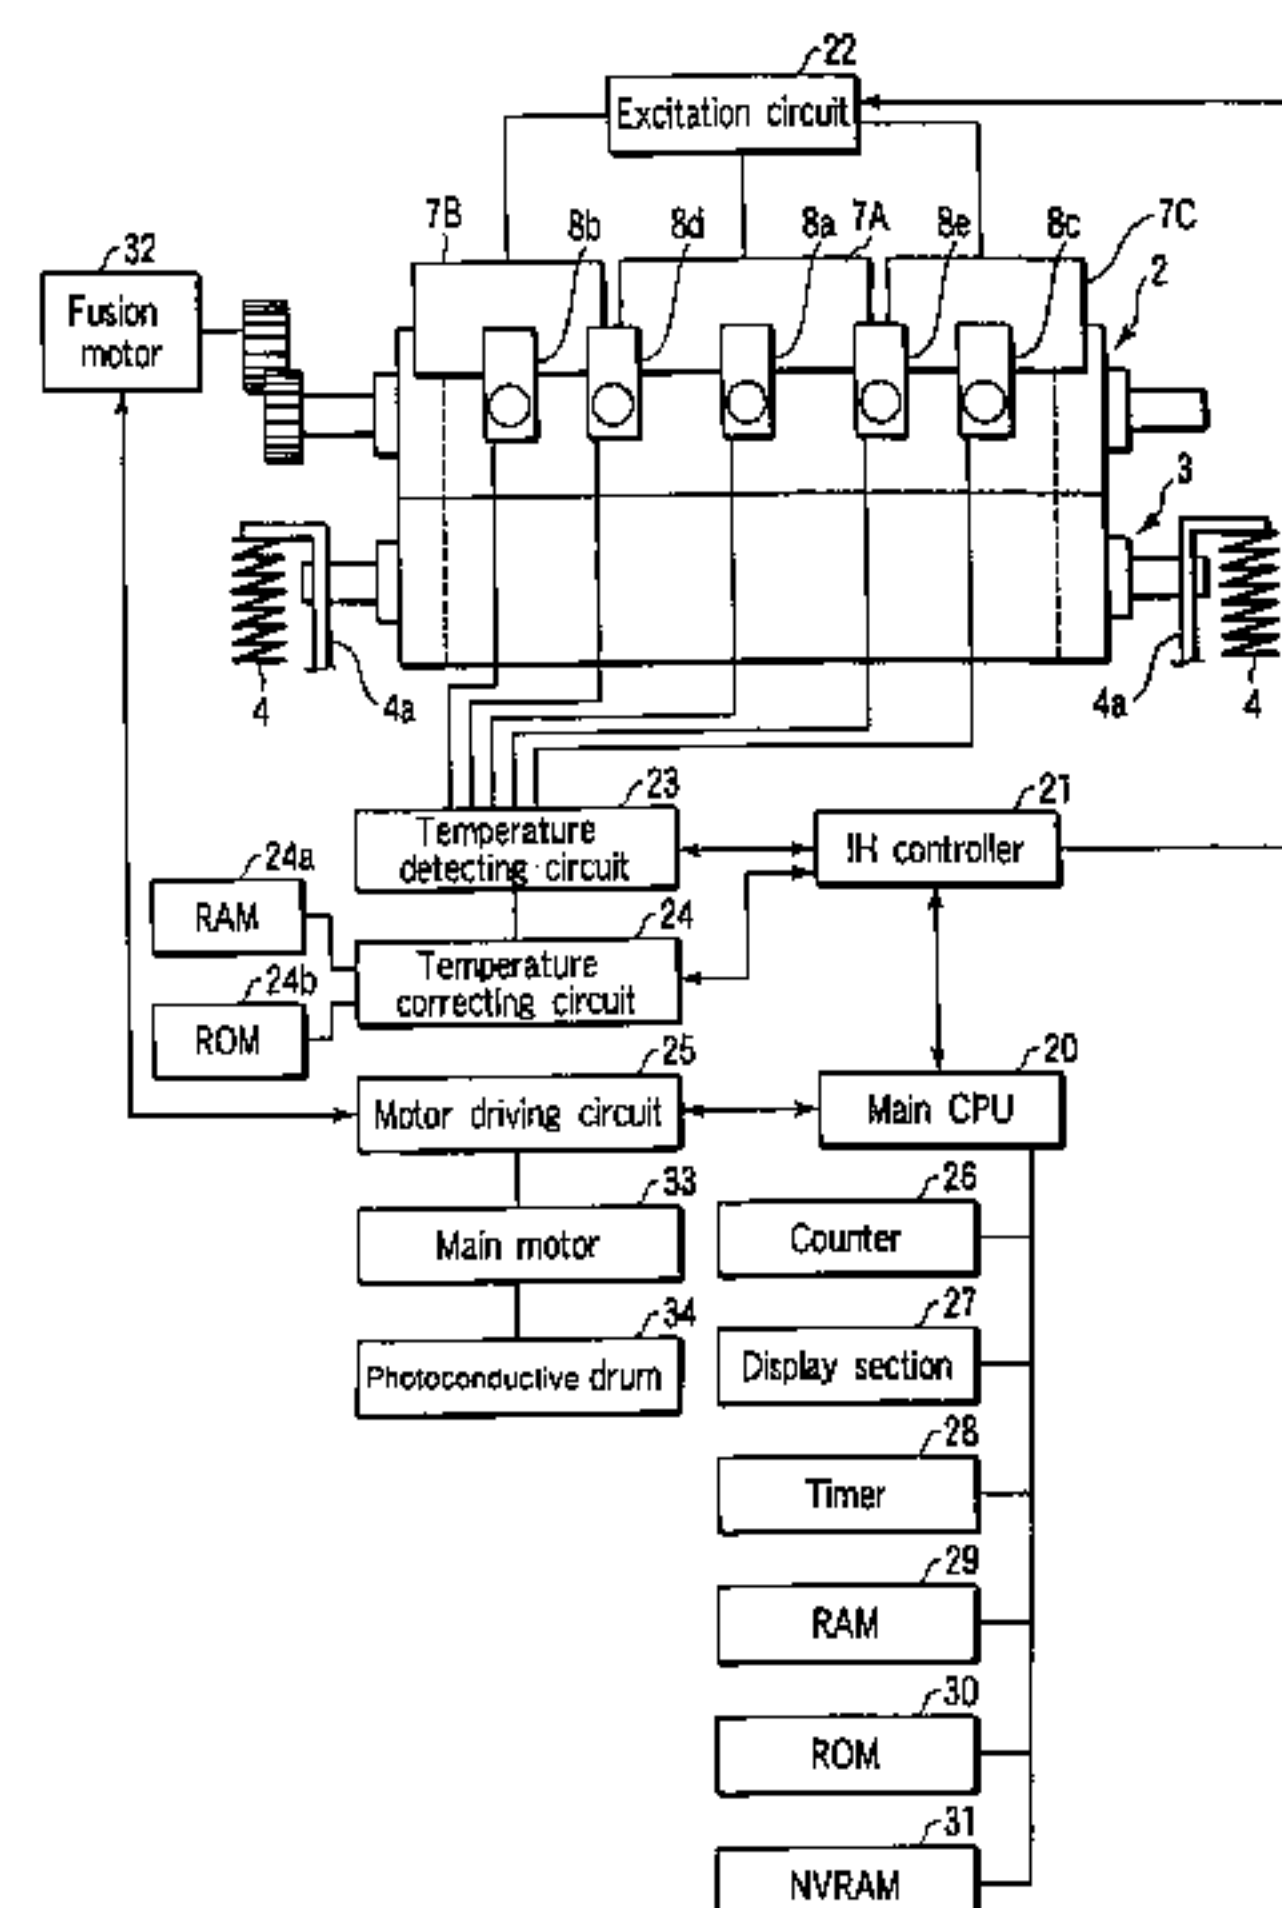 22
Excitation circuit
7B
8b
8d
8a
7A
8e
8c
7C
2
32
Fusion
motor
3
4
4a
4a
4
23
Temperature
detecting circuit
21
IH controller
24a
RAM
24
Temperature
correcting circuit
24b
ROM
25
Motor driving circuit
20
Main CPU
33
Main motor
26
Counter
34
Photoconductive drum
27
Display section
28
Timer
29
RAM
30
ROM
31
NVRAM